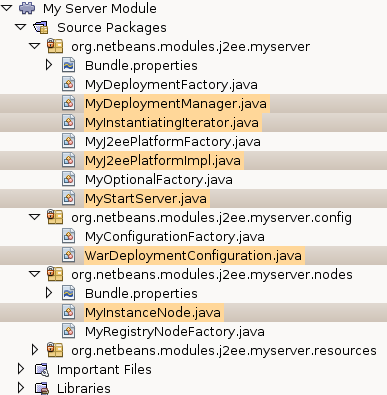 My Server Module
Source Packages
org.netbeans.modules.j2ee.myserver
Bundle.properties
MyDeploymentFactory.java
MyDeploymentManager.java
MyInstantiatingIterator.java
MyJ2eePlatformFactory.java
MyJ2eePlatformImpl.java
MyOptionalFactory.java
MyStartServer.java
org.netbeans.modules.j2ee.myserver.config
MyConfigurationFactory.java
WarDeploymentConfiguration.java
org.netbeans.modules.j2ee.myserver.nodes
Bundle.properties
MyInstanceNode.java
MyRegistryNodeFactory.java
org.netbeans.modules.j2ee.myserver.resources
Important Files
Libraries